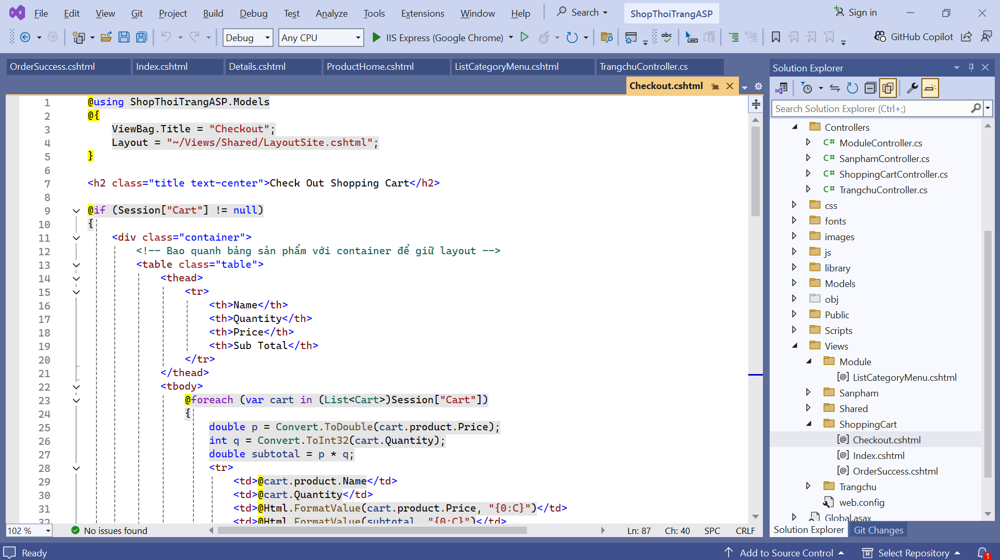 File Edit View Git Project Build Debug Test Analyze Tools Extensions Window Help Search ShopThoiTrangASP Sign in
Debug Any CPU IIS Express (Google Chrome) abc GitHub Copilot
OrderSuccess.cshtml Index.cshtml Details.cshtml ProductHome.cshtml ListCategoryMenu.cshtml TrangchuController.cs
Checkout.cshtml
1 @using ShopThoiTrangASP.Models
2 @{
3 ViewBag.Title = "Checkout";
4 Layout = "~/Views/Shared/LayoutSite.cshtml";
5 }
6
7 <h2 class="title text-center">Check Out Shopping Cart</h2>
8
9 @if (Session["Cart"] != null)
10 {
11 <div class="container">
12 <!-- Bao quanh bảng sản phẩm với container để giữ layout -->
13 <table class="table">
14 <thead>
15 <tr>
16 <th>Name</th>
17 <th>Quantity</th>
18 <th>Price</th>
19 <th>Sub Total</th>
20 </tr>
21 </thead>
22 <tbody>
23 @foreach (var cart in (List<Cart>)Session["Cart"])
24 {
25 double p = Convert.ToDouble(cart.product.Price);
26 int q = Convert.ToInt32(cart.Quantity);
27 double subtotal = p * q;
28 <tr>
29 <td>@cart.product.Name</td>
30 <td>@cart.Quantity</td>
31 <td>@Html.FormatValue(cart.product.Price, "{0:C}")</td>
32 <td>@Html.FormatValue(subtotal, "{0:C}")</td>
102 % No issues found Ln: 87 Ch: 40 SPC CRLF
Solution Explorer
Search Solution Explorer (Ctrl+;)
Controllers
C# ModuleController.cs
C# SanphamController.cs
C# ShoppingCartController.cs
C# TrangchuController.cs
css
fonts
images
js
library
Models
obj
Public
Scripts
Views
Module
[@] ListCategoryMenu.cshtml
Sanpham
Shared
ShoppingCart
[@] Checkout.cshtml
[@] Index.cshtml
[@] OrderSuccess.cshtml
Trangchu
web.config
Global.asax
Solution Explorer Git Changes
Ready Add to Source Control Select Repository 1